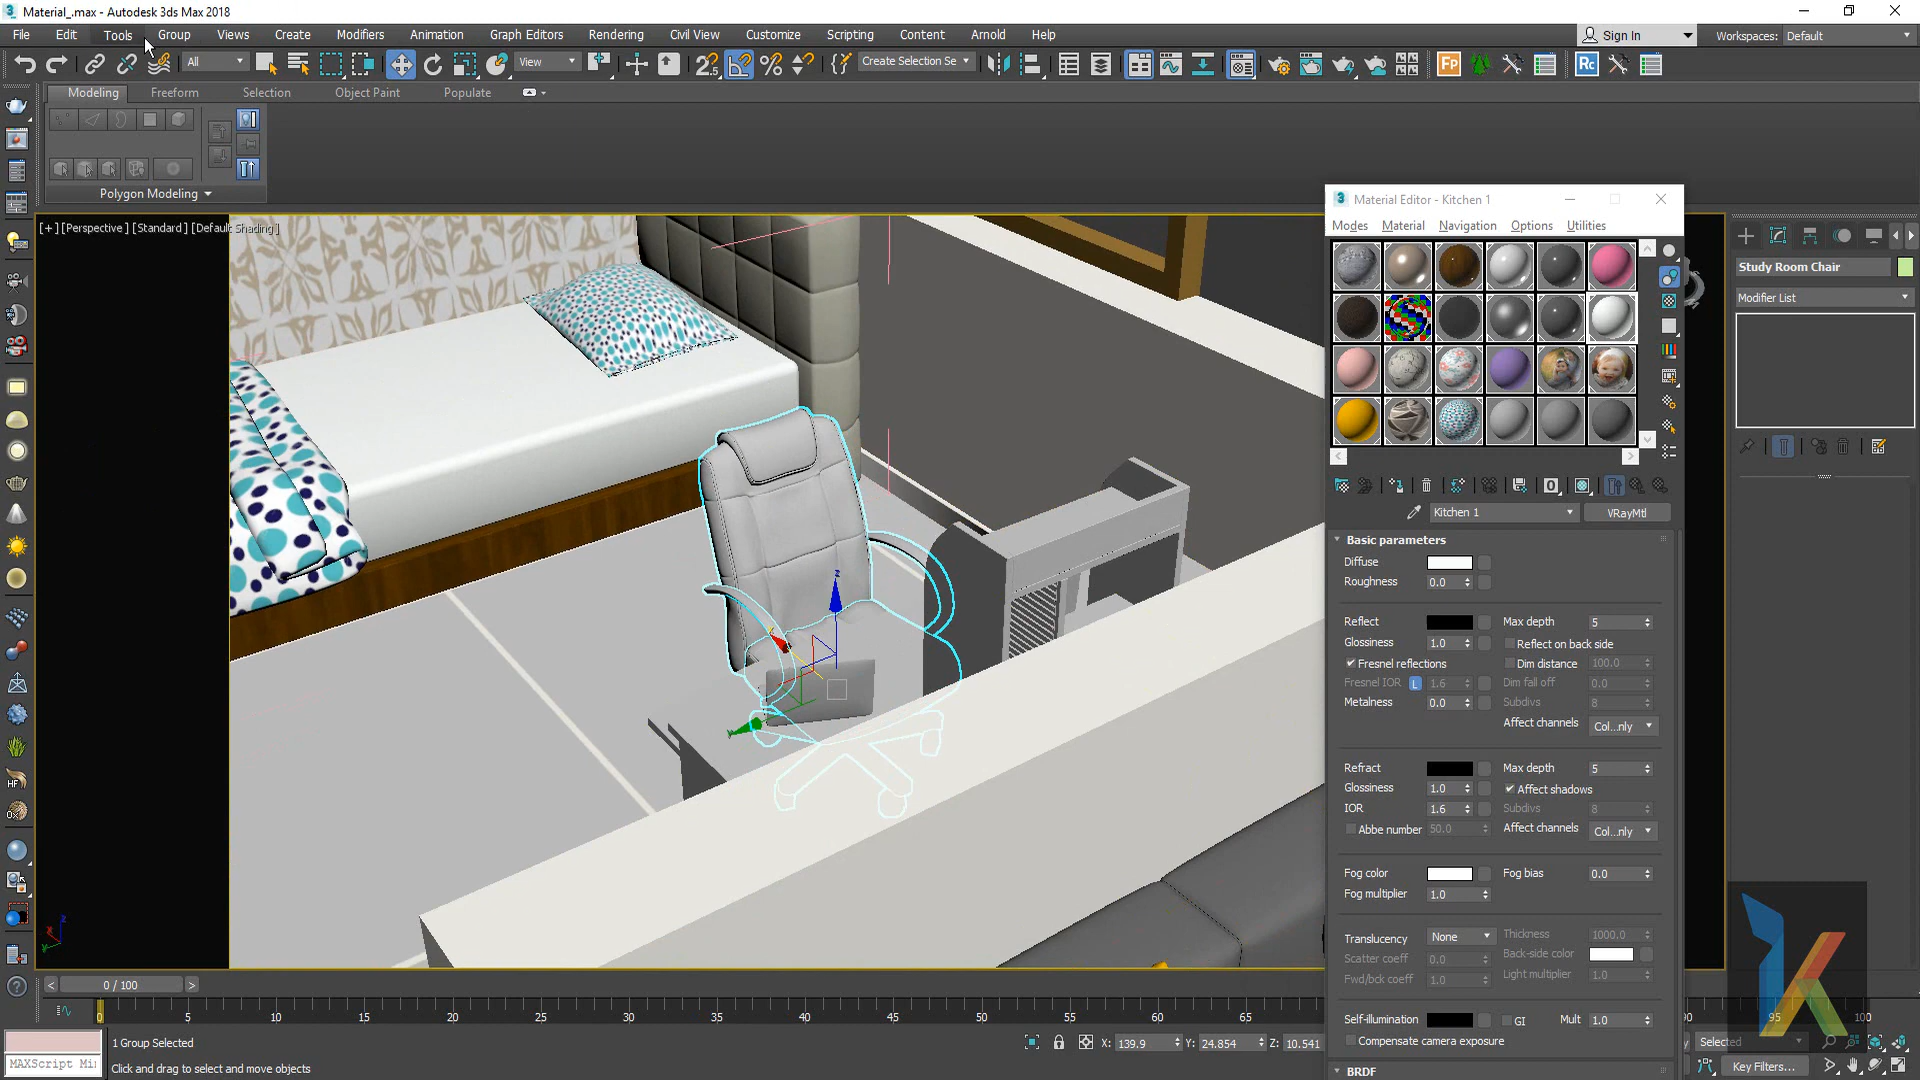 Material_.max - Autodesk 3ds Max 2018
File Edit Tools Group Views Create Modifiers Animation Graph Editors Rendering Civil View Customize Scripting Content Arnold Help
Sign In Workspaces: Default
All View Create Selection Se
Modeling Freeform Selection Object Paint Populate
Polygon Modeling
[+] [Perspective ] [Standard ] [Default Shading ]
Material Editor - Kitchen 1
Modes Material Navigation Options Utilities
Kitchen 1 VRayMtl
Basic parameters
Diffuse
Roughness 0.0
Reflect Max depth 5
Glossiness 1.0 Reflect on back side
Fresnel reflections Dim distance 100.0
Fresnel IOR L 1.6 Dim fall off 0.0
Metalness 0.0 Subdivs 8
Affect channels Col...nly
Refract Max depth 5
Glossiness 1.0 Affect shadows
IOR 1.6 Subdivs 8
Abbe number 50.0 Affect channels Col...nly
Fog color Fog bias 0.0
Fog multiplier 1.0
Translucency None Thickness 1000.0
Scatter coeff 0.0 Back-side color
Fwd/bck coeff 1.0 Light multiplier 1.0
Self-illumination GI Mult 1.0
Compensate camera exposure
BRDF
Study Room Chair
Modifier List
0 / 100
0 5 10 15 20 25 30 35 40 45 50 55 60 65 90 95 100
1 Group Selected
X: 139.9 Y: 24.854 Z: 10.541
Selected
MAXScript Mi
Click and drag to select and move objects
Key Filters...